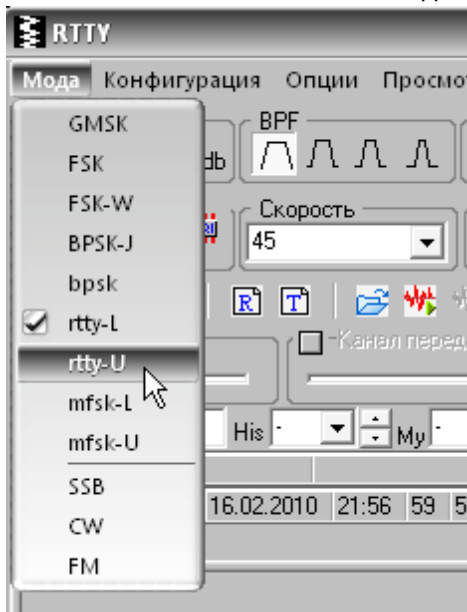 RTTY
Мода Конфигурация Опции Просмо
GMSK
FSK
FSK-W
BPSK-J
bpsk
rtty-L
rtty-U
mfsk-L
mfsk-U
SSB
CW
FM
db
BPF
Скорость
45
R T
Канал перед
His - My -
16.02.2010 21:56 59 5